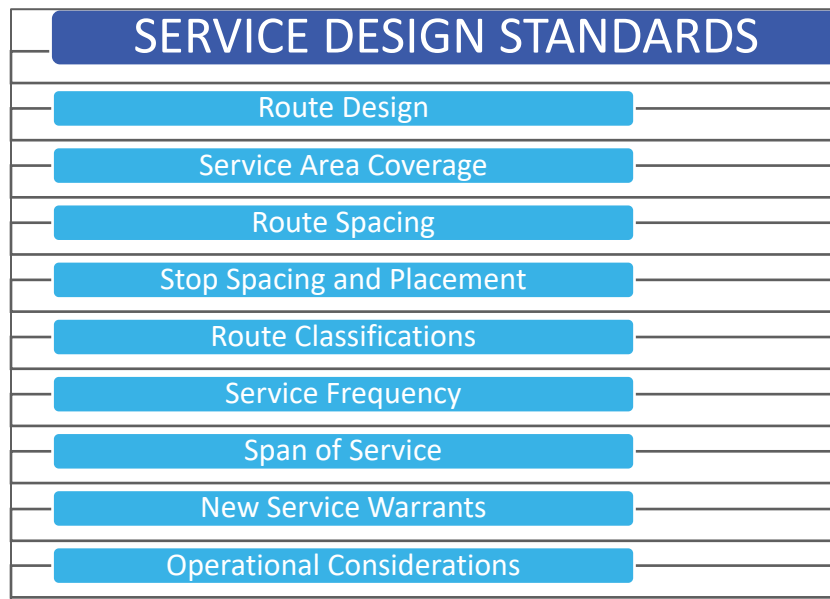 SERVICE DESIGN STANDARDS
Route Design
Service Area Coverage
Route Spacing
Stop Spacing and Placement
Route Classifications
Service Frequency
Span of Service
New Service Warrants
Operational Considerations